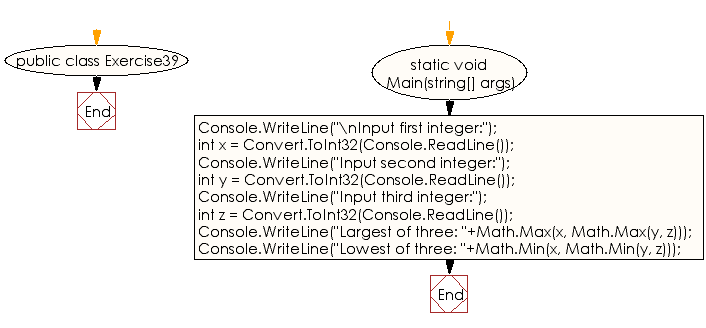 public class Exercise39
End
static void
Main(string[] args)
Console.WriteLine("\nInput first integer:");
int x = Convert.ToInt32(Console.ReadLine());
Console.WriteLine("Input second integer:");
int y = Convert.ToInt32(Console.ReadLine());
Console.WriteLine("Input third integer:");
int z = Convert.ToInt32(Console.ReadLine());
Console.WriteLine("Largest of three: "+Math.Max(x, Math.Max(y, z)));
Console.WriteLine("Lowest of three: "+Math.Min(x, Math.Min(y, z)));
End